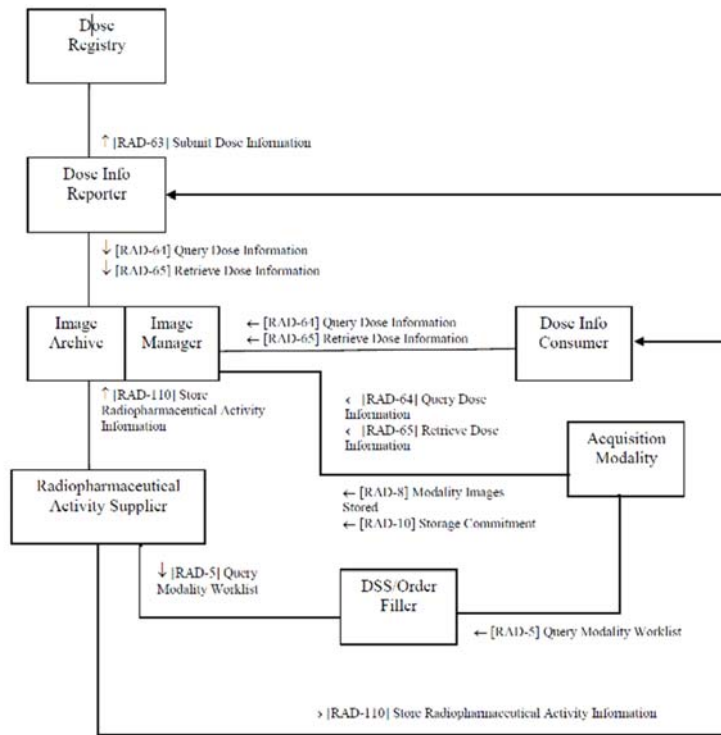 Dose
Registry
↑ [RAD-63] Submit Dose Information
Dose Info
Reporter
↓ [RAD-64] Query Dose Information
↓ [RAD-65] Retrieve Dose Information
Image
Archive
Image
Manager
← [RAD-64] Query Dose Information
← [RAD-65] Retrieve Dose Information
Dose Info
Consumer
↑ [RAD-110] Store
Radiopharmaceutical Activity
Information
‹ [RAD-64] Query Dose
Information
‹ [RAD-65] Retrieve Dose
Information
Acquisition
Modality
Radiopharmaceutical
Activity Supplier
← [RAD-8] Modality Images
Stored
← [RAD-10] Storage Commitment
↓ [RAD-5] Query
Modality Worklist
DSS/Order
Filler
← [RAD-5] Query Modality Worklist
› [RAD-110] Store Radiopharmaceutical Activity Information